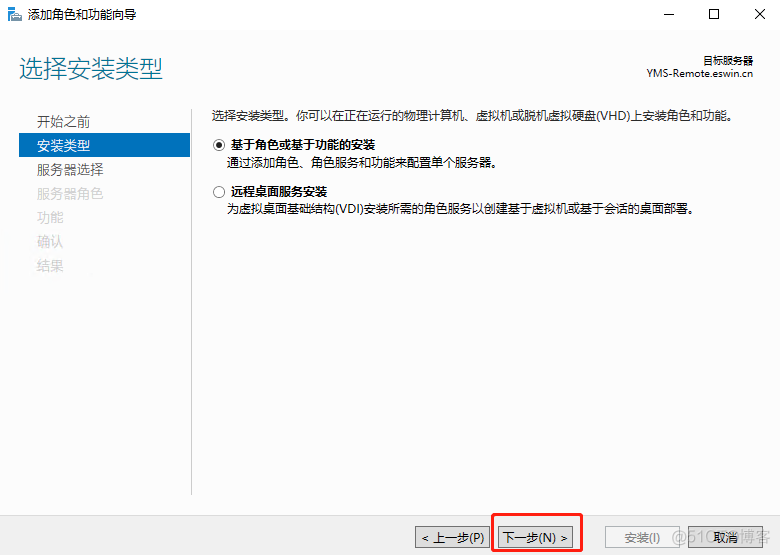 添加角色和功能向导
选择安装类型
目标服务器
YMS-Remote.eswin.cn
开始之前
安装类型
服务器选择
服务器角色
功能
确认
结果
选择安装类型。你可以在正在运行的物理计算机、虚拟机或脱机虚拟硬盘(VHD)上安装角色和功能。
基于角色或基于功能的安装
通过添加角色、角色服务和功能来配置单个服务器。
远程桌面服务安装
为虚拟桌面基础结构(VDI)安装所需的角色服务以创建基于虚拟机或基于会话的桌面部署。
< 上一步(P) 下一步(N) > 安装(I) 取消